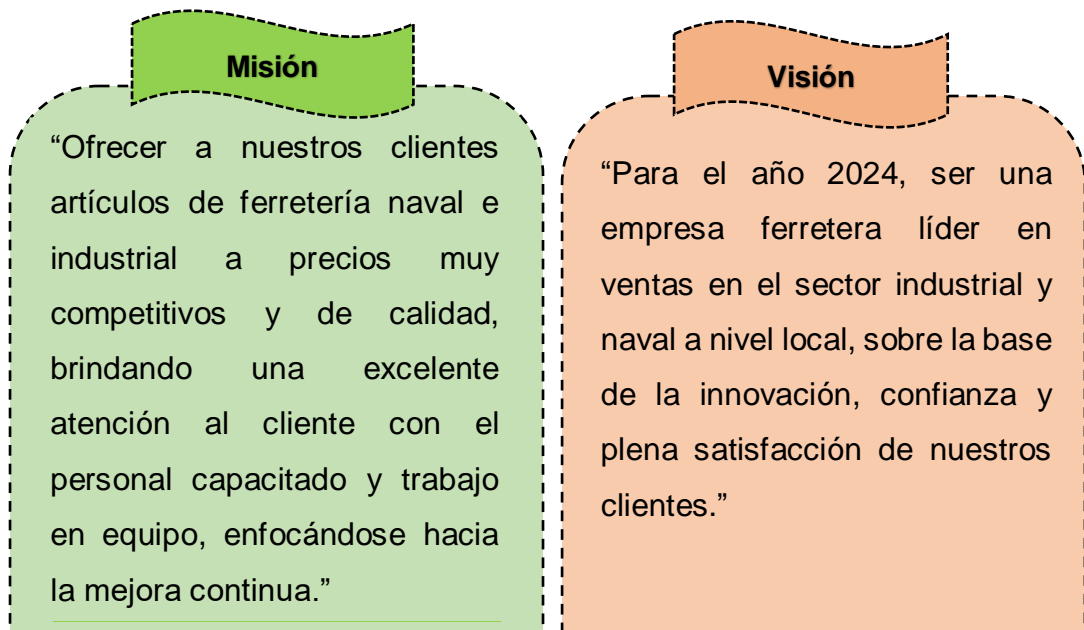 Misión
“Ofrecer a nuestros clientes
artículos de ferretería naval e
industrial a precios muy
competitivos y de calidad,
brindando una excelente
atención al cliente con el
personal capacitado y trabajo
en equipo, enfocándose hacia
la mejora continua.”
Visión
“Para el año 2024, ser una
empresa ferretera líder en
ventas en el sector industrial y
naval a nivel local, sobre la base
de la innovación, confianza y
plena satisfacción de nuestros
clientes.”